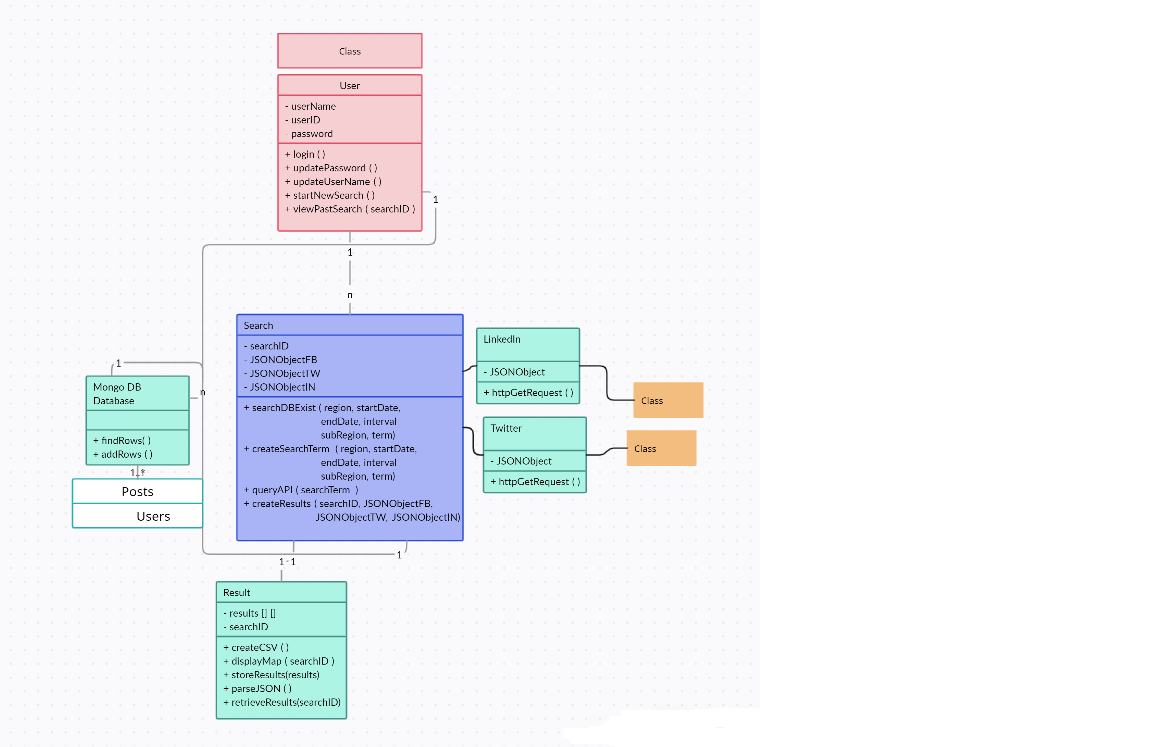 Class
User
- userName
- userID
password
+ login ( )
+ updatePassword ( )
+ updateUserName ( )
+ startNewSearch ( )
+ viewPastSearch ( searchID )
1
1
n
Search
- searchID
- JSONObjectFB
- JSONObjectTW
- JSONObjectIN
+ searchDBExist ( region, startDate,
endDate, interval
subRegion, term)
+ createSearchTerm ( region, startDate,
endDate, interval
subRegion, term)
+ queryAPI ( searchTerm )
+ createResults ( searchID, JSONObjectFB,
JSONObjectTW, JSONObjectIN)
LinkedIn
- JSONObject
+ httpGetRequest ( )
Class
Twitter
- JSONObject
+ httpGetRequest ( )
Class
1
Mongo DB
Database
n
+ findRows( )
+ addRows ( )
1..*
Posts
Users
1
1 - 1
Result
- results [] []
- searchID
+ createCSV ( )
+ displayMap ( searchID )
+ storeResults(results)
+ parseJSON ( )
+ retrieveResults(searchID)